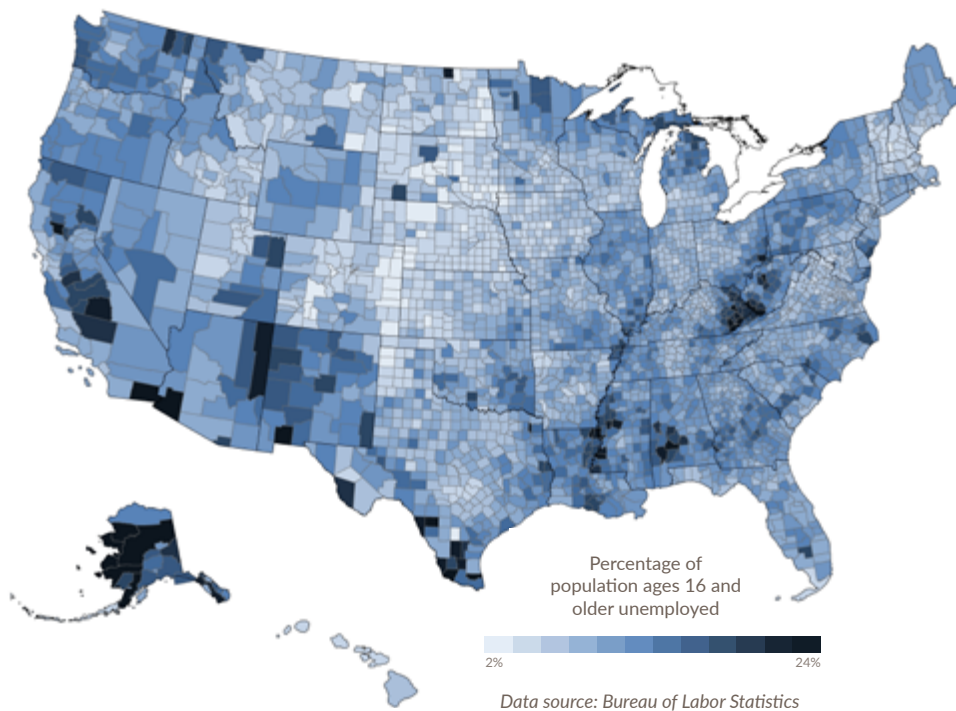 Percentage of
population ages 16 and
older unemployed
2% 24%
Data source: Bureau of Labor Statistics